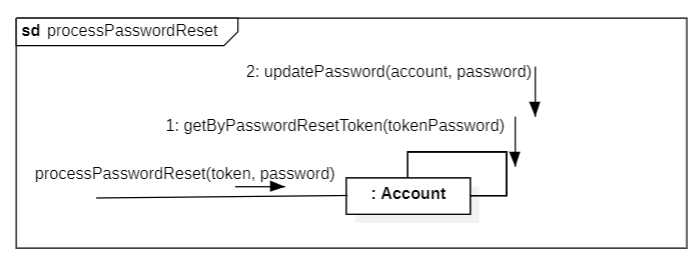 sd processPasswordReset
2: updatePassword(account, password)
1: getByPasswordResetToken(tokenPassword)
processPasswordReset(token, password)
: Account